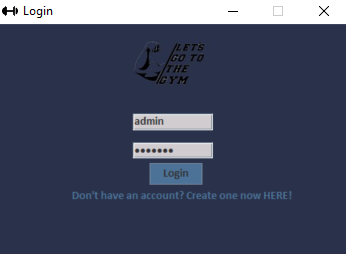 Login
LETS
GO TO
THE
GYM
admin
•••••••
Login
Don't have an account? Create one now HERE!